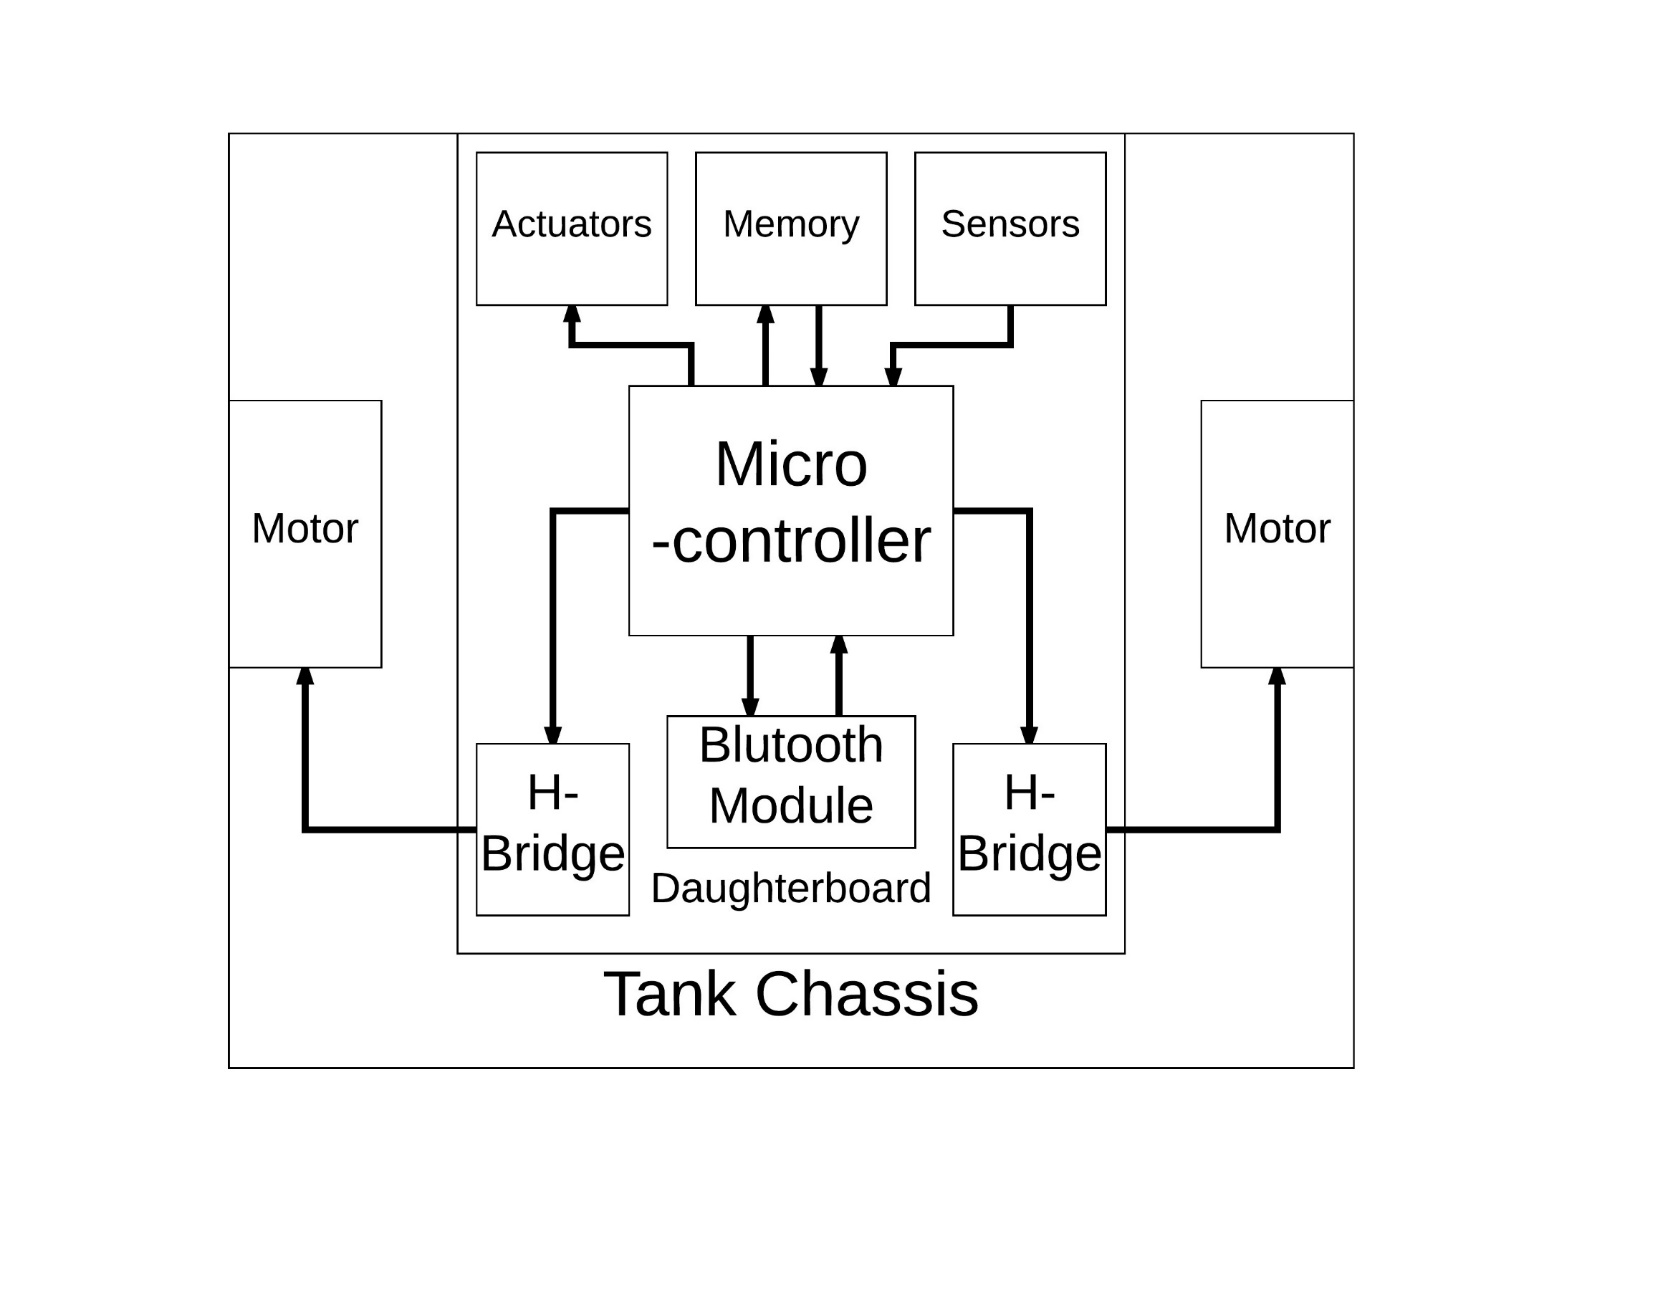 Actuators
Memory
Sensors
Micro
-controller
Motor
Motor
H-
Bridge
Blutooth
Module
H-
Bridge
Daughterboard
Tank Chassis